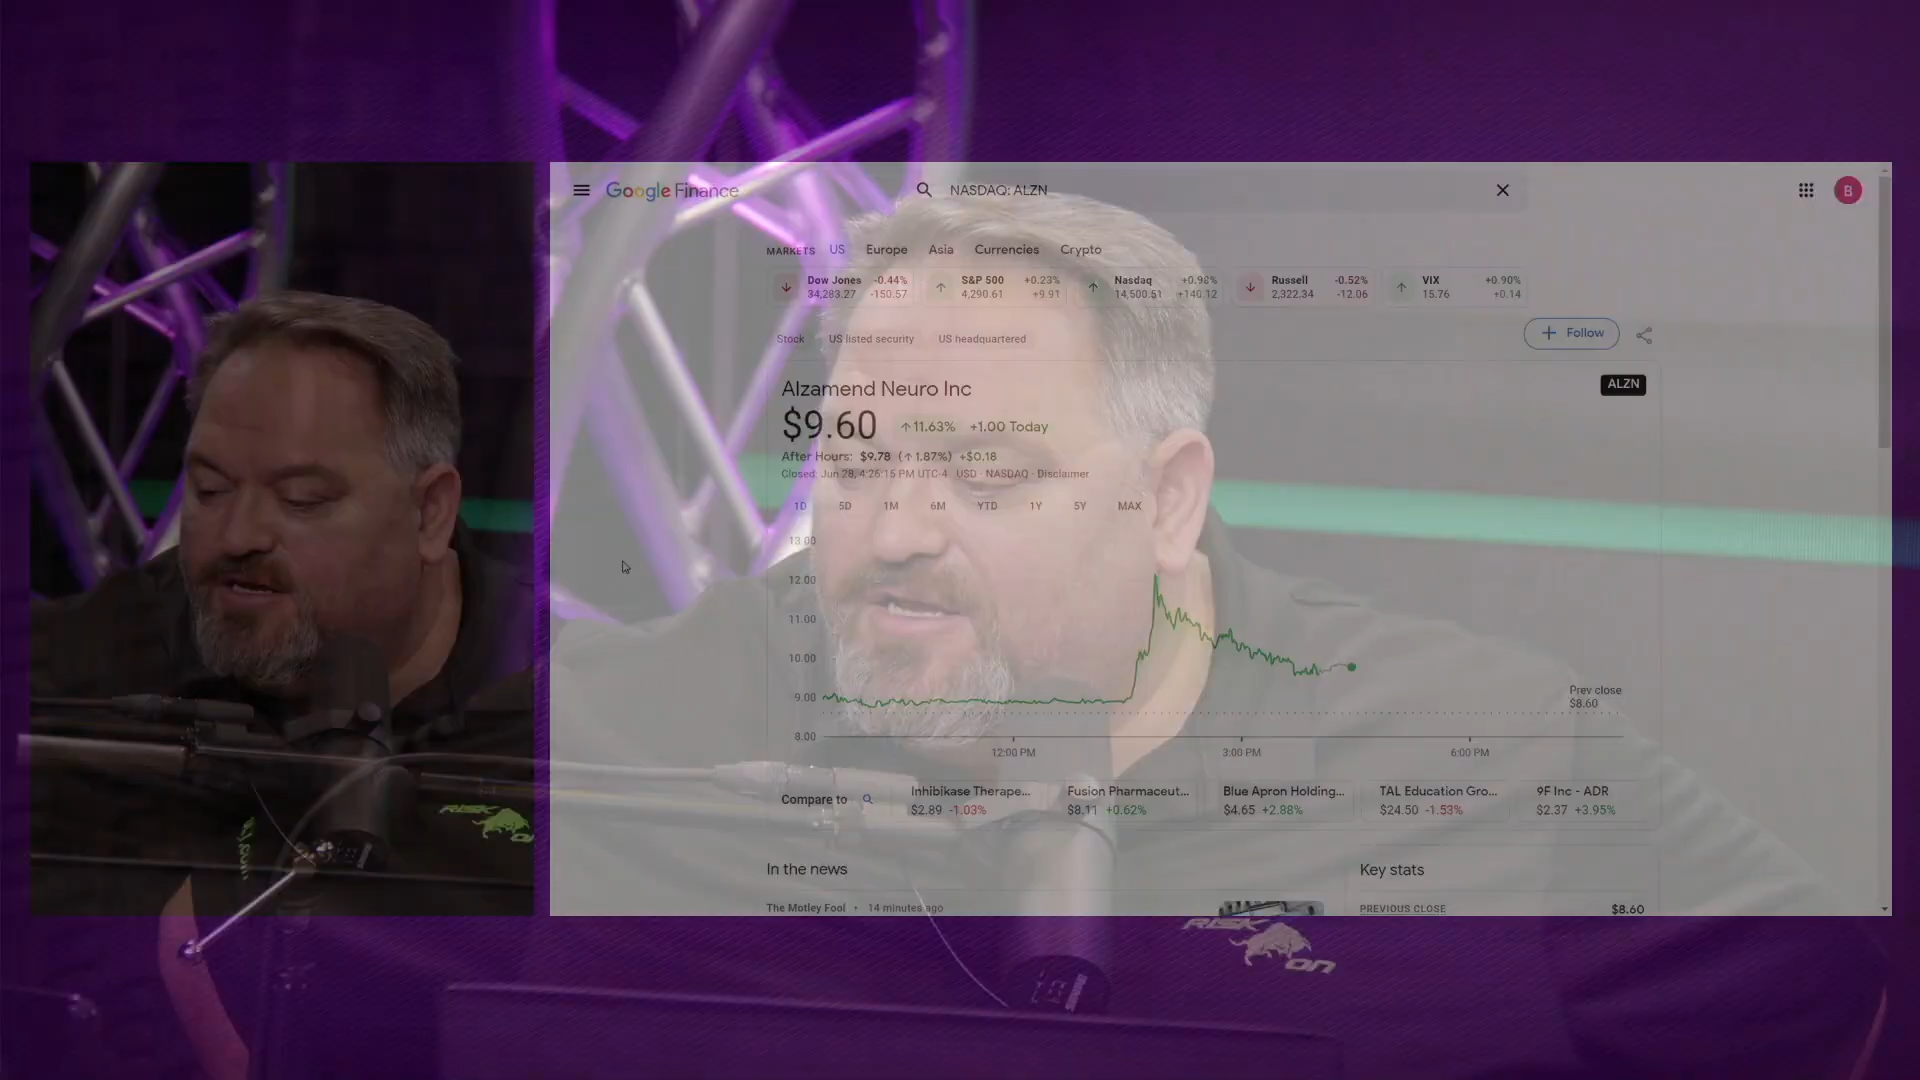 Google Finance
NASDAQ: ALZN
B
MARKETS US Europe Asia Currencies Crypto
Dow Jones -0.44%
34,283.27 -150.57
S&P 500 +0.23%
4,290.61 +9.91
Nasdaq +0.98%
14,500.51 +140.12
Russell -0.52%
2,322.34 -12.06
VIX +0.90%
15.76 +0.14
Stock US listed security US headquartered
Follow
Alzamend Neuro Inc
ALZN
$9.60 ↑11.63% +1.00 Today
After Hours: $9.78 (↑1.87%) +$0.18
Closed: Jun 28, 4:26:15 PM UTC-4 · USD · NASDAQ · Disclaimer
1D 5D 1M 6M YTD 1Y 5Y MAX
13.00
12.00
11.00
10.00
9.00
8.00
Prev close
$8.60
12:00 PM 3:00 PM 6:00 PM
Compare to
Inhibikase Therape...
$2.89 -1.03%
Fusion Pharmaceut...
$8.11 +0.62%
Blue Apron Holding...
$4.65 +2.88%
TAL Education Gro...
$24.50 -1.53%
9F Inc - ADR
$2.37 +3.95%
In the news
Key stats
The Motley Fool · 14 minutes ago
PREVIOUS CLOSE $8.60
RISK
ON
RISK
ON